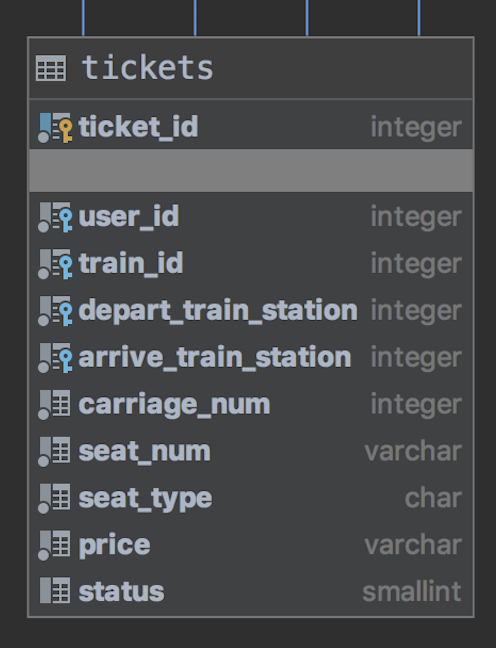 tickets
ticket_id integer
user_id integer
train_id integer
depart_train_station integer
arrive_train_station integer
carriage_num integer
seat_num varchar
seat_type char
price varchar
status smallint